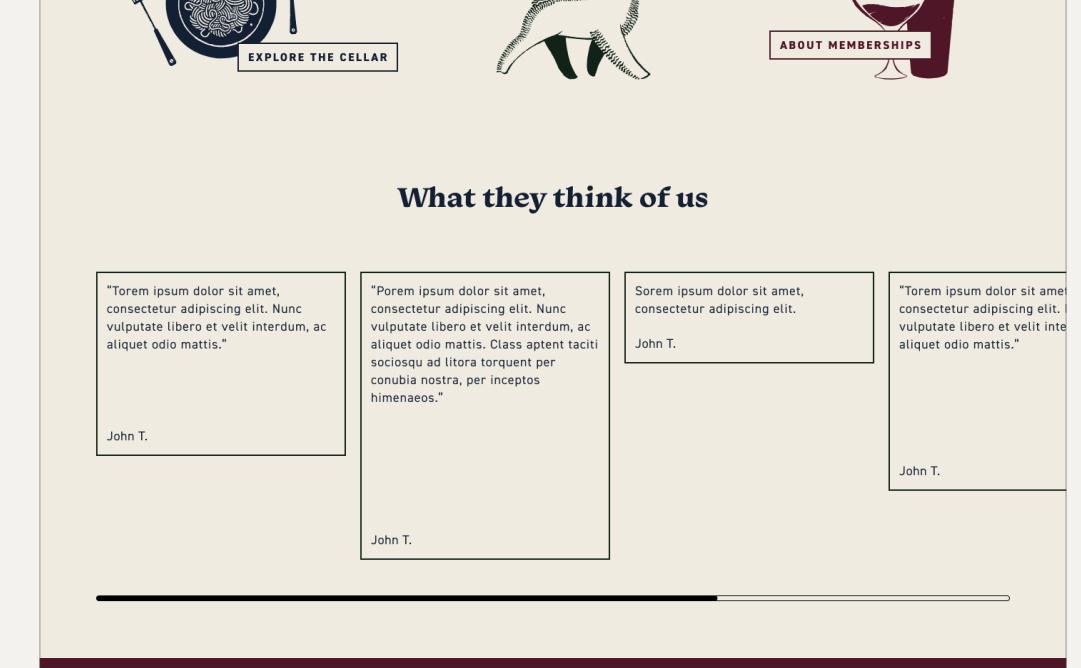 EXPLORE THE CELLAR
ABOUT MEMBERSHIPS
What they think of us
“Torem ipsum dolor sit amet,
consectetur adipiscing elit. Nunc
vulputate libero et velit interdum, ac
aliquet odio mattis.”
John T.
“Porem ipsum dolor sit amet,
consectetur adipiscing elit. Nunc
vulputate libero et velit interdum, ac
aliquet odio mattis. Class aptent taciti
sociosqu ad litora torquent per
conubia nostra, per inceptos
himenaeos.”
John T.
Sorem ipsum dolor sit amet,
consectetur adipiscing elit.
John T.
“Torem ipsum dolor sit amet
consectetur adipiscing elit.
vulputate libero et velit inte
aliquet odio mattis.”
John T.